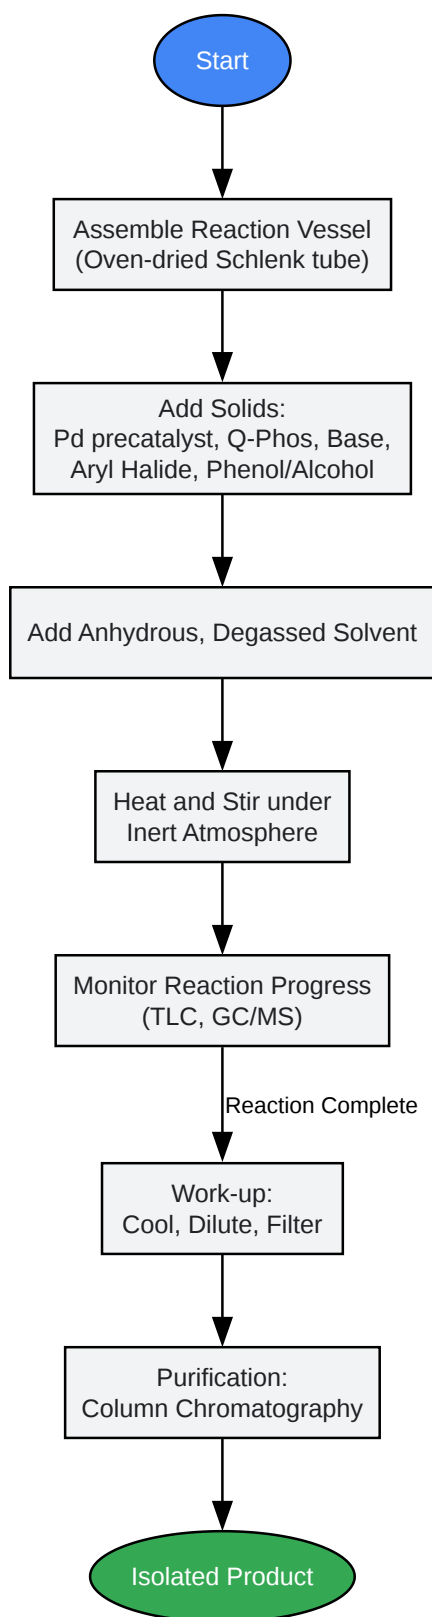 Start
Assemble Reaction Vessel
(Oven-dried Schlenk tube)
Add Solids:
Pd precatalyst, Q-Phos, Base,
Aryl Halide, Phenol/Alcohol
Add Anhydrous, Degassed Solvent
Heat and Stir under
Inert Atmosphere
Monitor Reaction Progress
(TLC, GC/MS)
Reaction Complete
Work-up:
Cool, Dilute, Filter
Purification:
Column Chromatography
Isolated Product